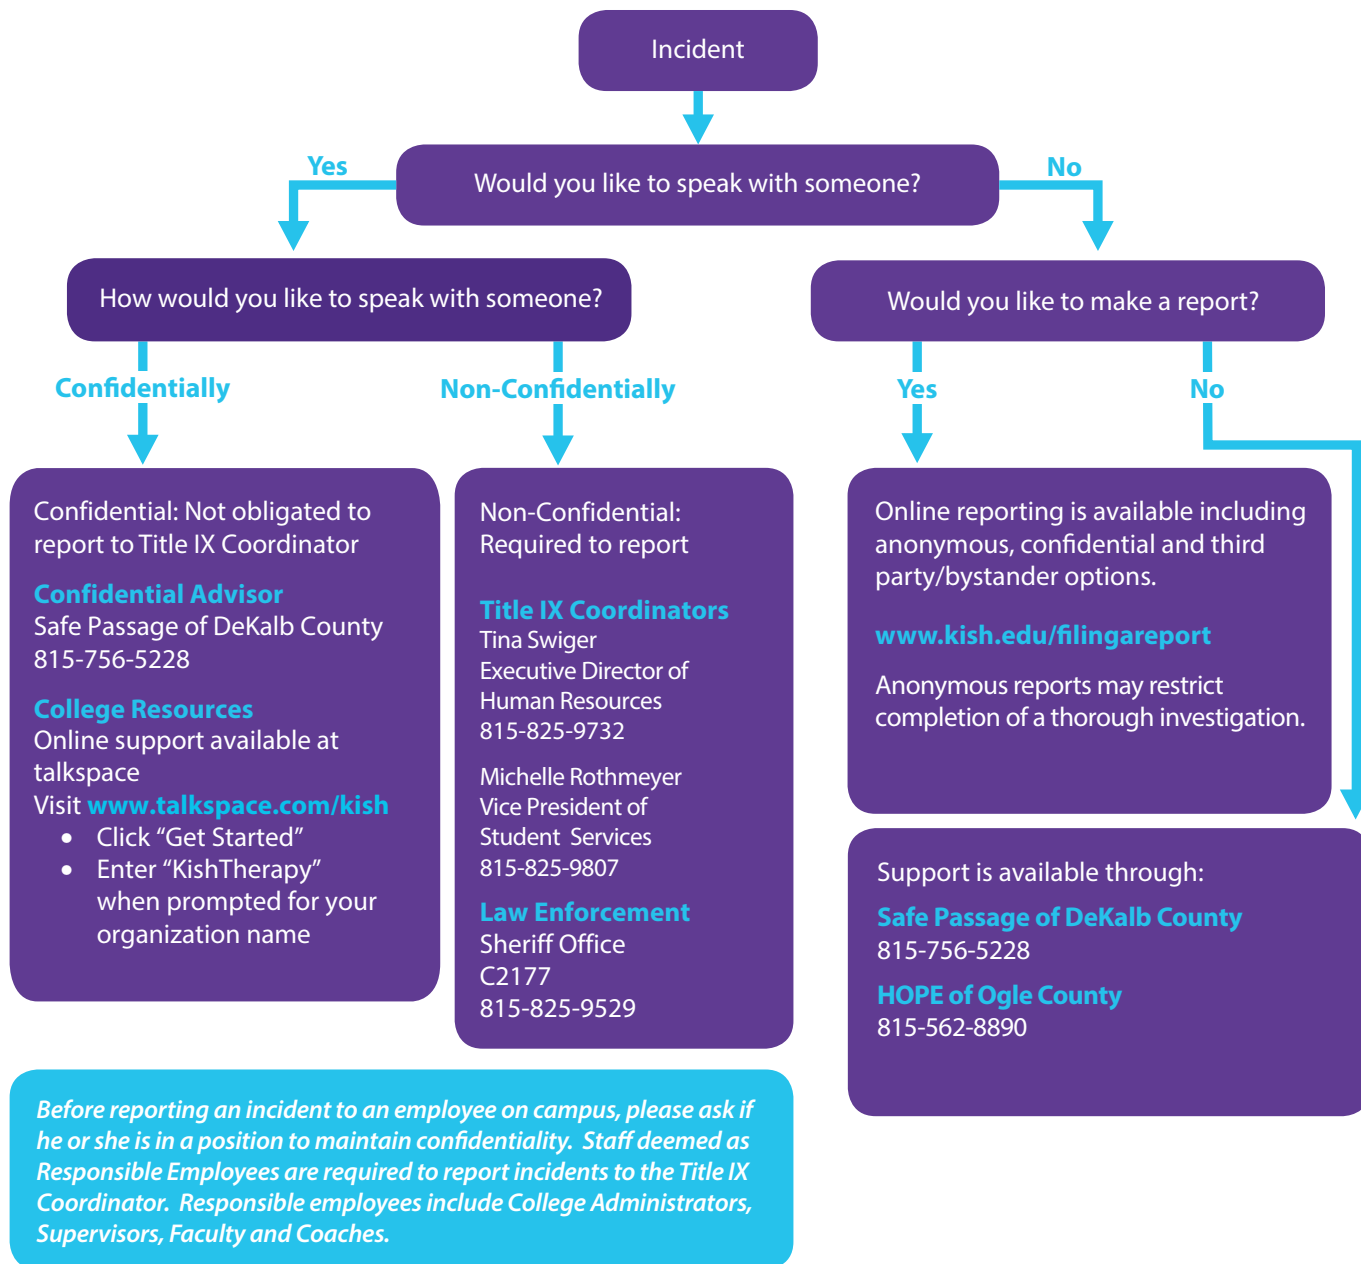 Incident
Yes
Would you like to speak with someone?
No
How would you like to speak with someone?
Would you like to make a report?
Confidentially
Non-Confidentially
Yes
No
Confidential: Not obligated to
report to Title IX Coordinator
Confidential Advisor
Safe Passage of DeKalb County
815-756-5228
College Resources
Online support available at
talkspace
Visit www.talkspace.com/kish
• Click “Get Started”
• Enter “KishTherapy”
when prompted for your
organization name
Non-Confidential:
Required to report
Title IX Coordinators
Tina Swiger
Executive Director of
Human Resources
815-825-9732
Michelle Rothmeyer
Vice President of
Student Services
815-825-9807
Law Enforcement
Sheriff Office
C2177
815-825-9529
Online reporting is available including
anonymous, confidential and third
party/bystander options.
www.kish.edu/filingareport
Anonymous reports may restrict
completion of a thorough investigation.
Support is available through:
Safe Passage of DeKalb County
815-756-5228
HOPE of Ogle County
815-562-8890
Before reporting an incident to an employee on campus, please ask if
he or she is in a position to maintain confidentiality. Staff deemed as
Responsible Employees are required to report incidents to the Title IX
Coordinator. Responsible employees include College Administrators,
Supervisors, Faculty and Coaches.